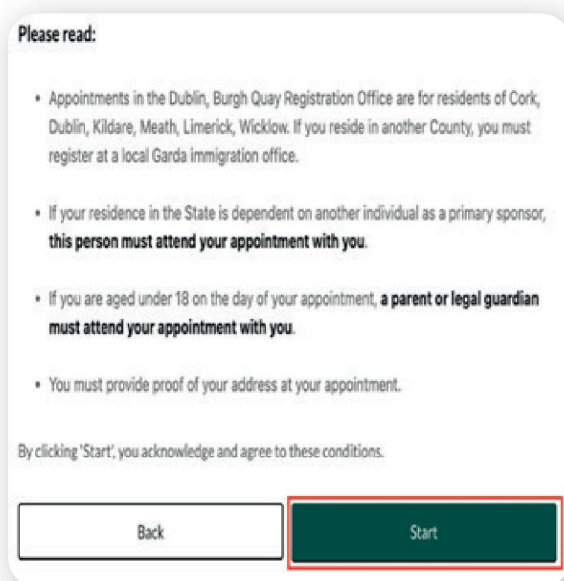 Please read:
• Appointments in the Dublin, Burgh Quay Registration Office are for residents of Cork,
Dublin, Kildare, Meath, Limerick, Wicklow. If you reside in another County, you must
register at a local Garda immigration office.
• If your residence in the State is dependent on another individual as a primary sponsor,
this person must attend your appointment with you.
• If you are aged under 18 on the day of your appointment, a parent or legal guardian
must attend your appointment with you.
• You must provide proof of your address at your appointment.
By clicking 'Start', you acknowledge and agree to these conditions.
Back
Start